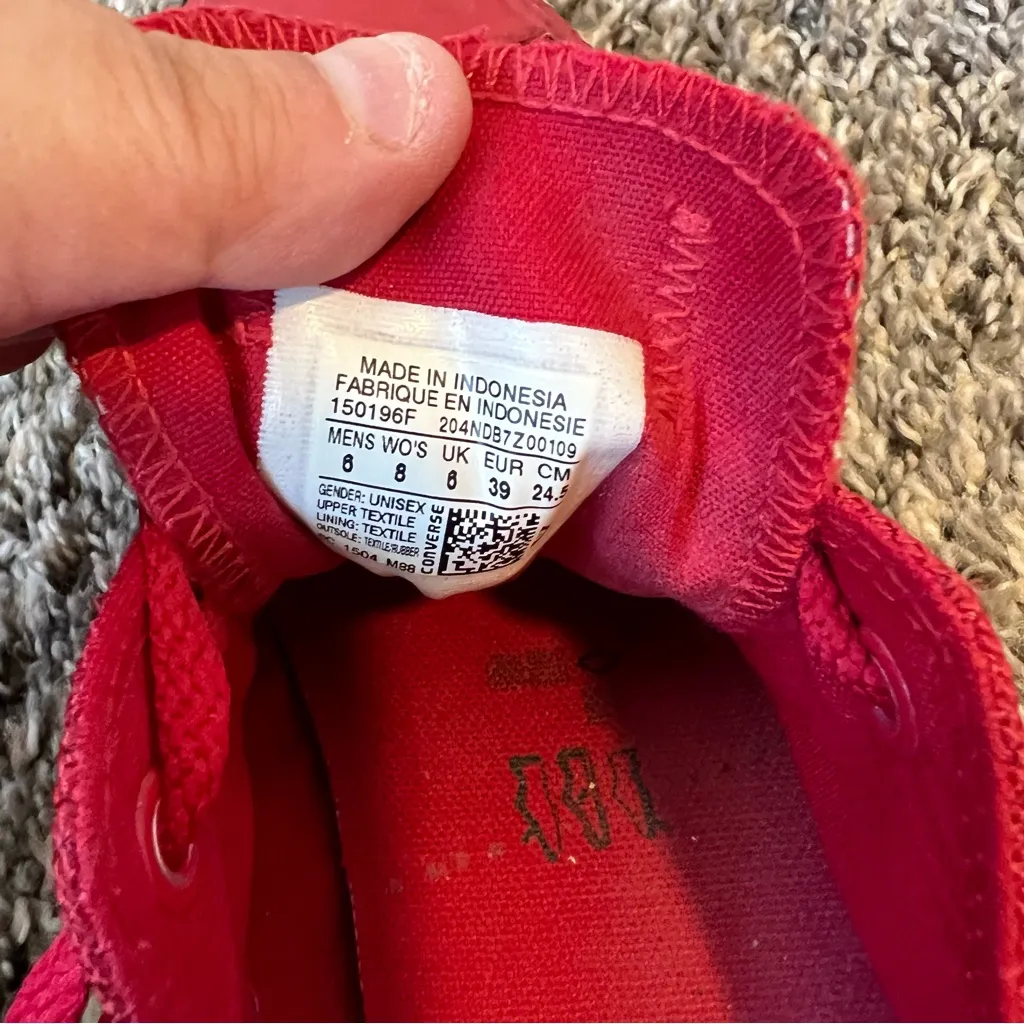 MADE IN INDONESIA
FABRIQUE EN INDONESIE
150196F 204NDB7Z00109
MENS WO'S UK EUR CM
6 8 6 39 24.5
GENDER: UNISEX
UPPER TEXTILE
LINING: TEXTILE
OUTSOLE: TEXTILE/RUBBER
1504 M88
CONVERSE